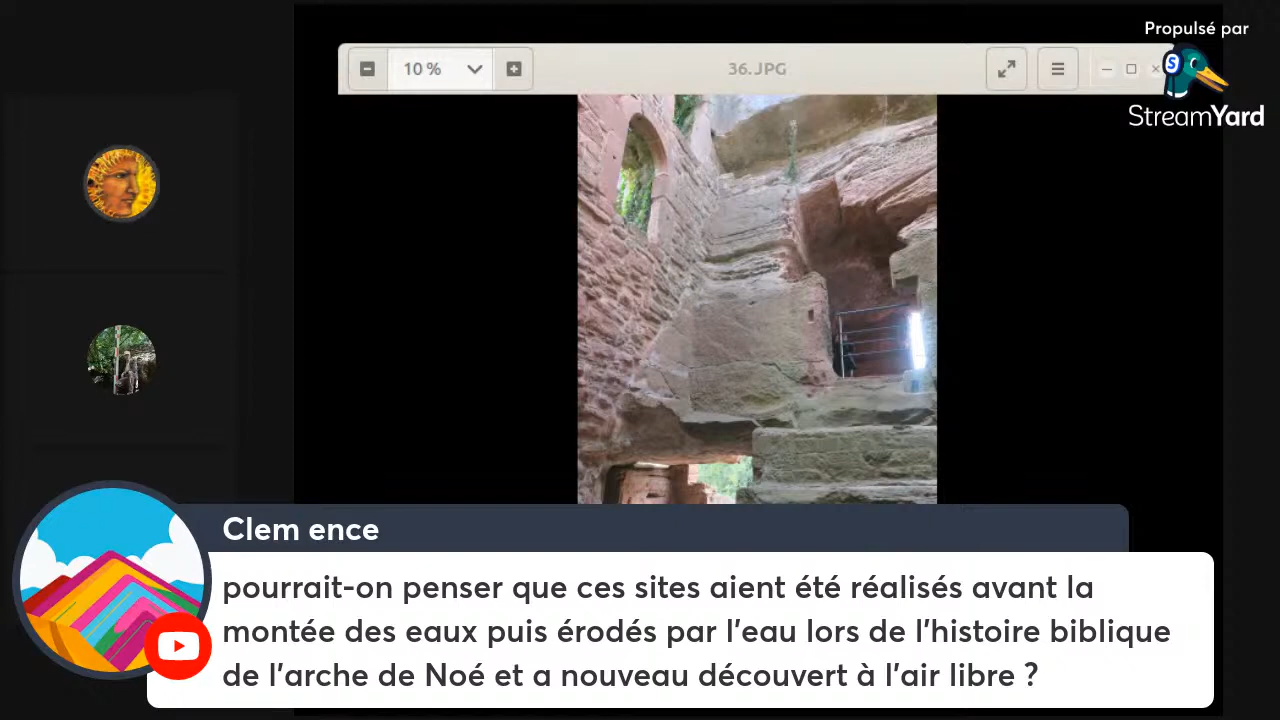 Propulsé par
StreamYard
10 %
36.JPG
Clem ence
pourrait-on penser que ces sites aient été réalisés avant la
montée des eaux puis érodés par l'eau lors de l'histoire biblique
de l'arche de Noé et a nouveau découvert à l'air libre ?